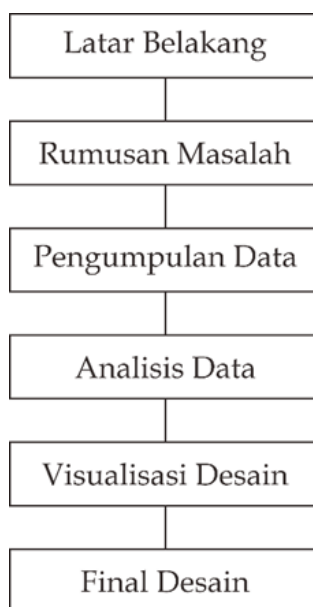 Latar Belakang
Rumusan Masalah
Pengumpulan Data
Analisis Data
Visualisasi Desain
Final Desain